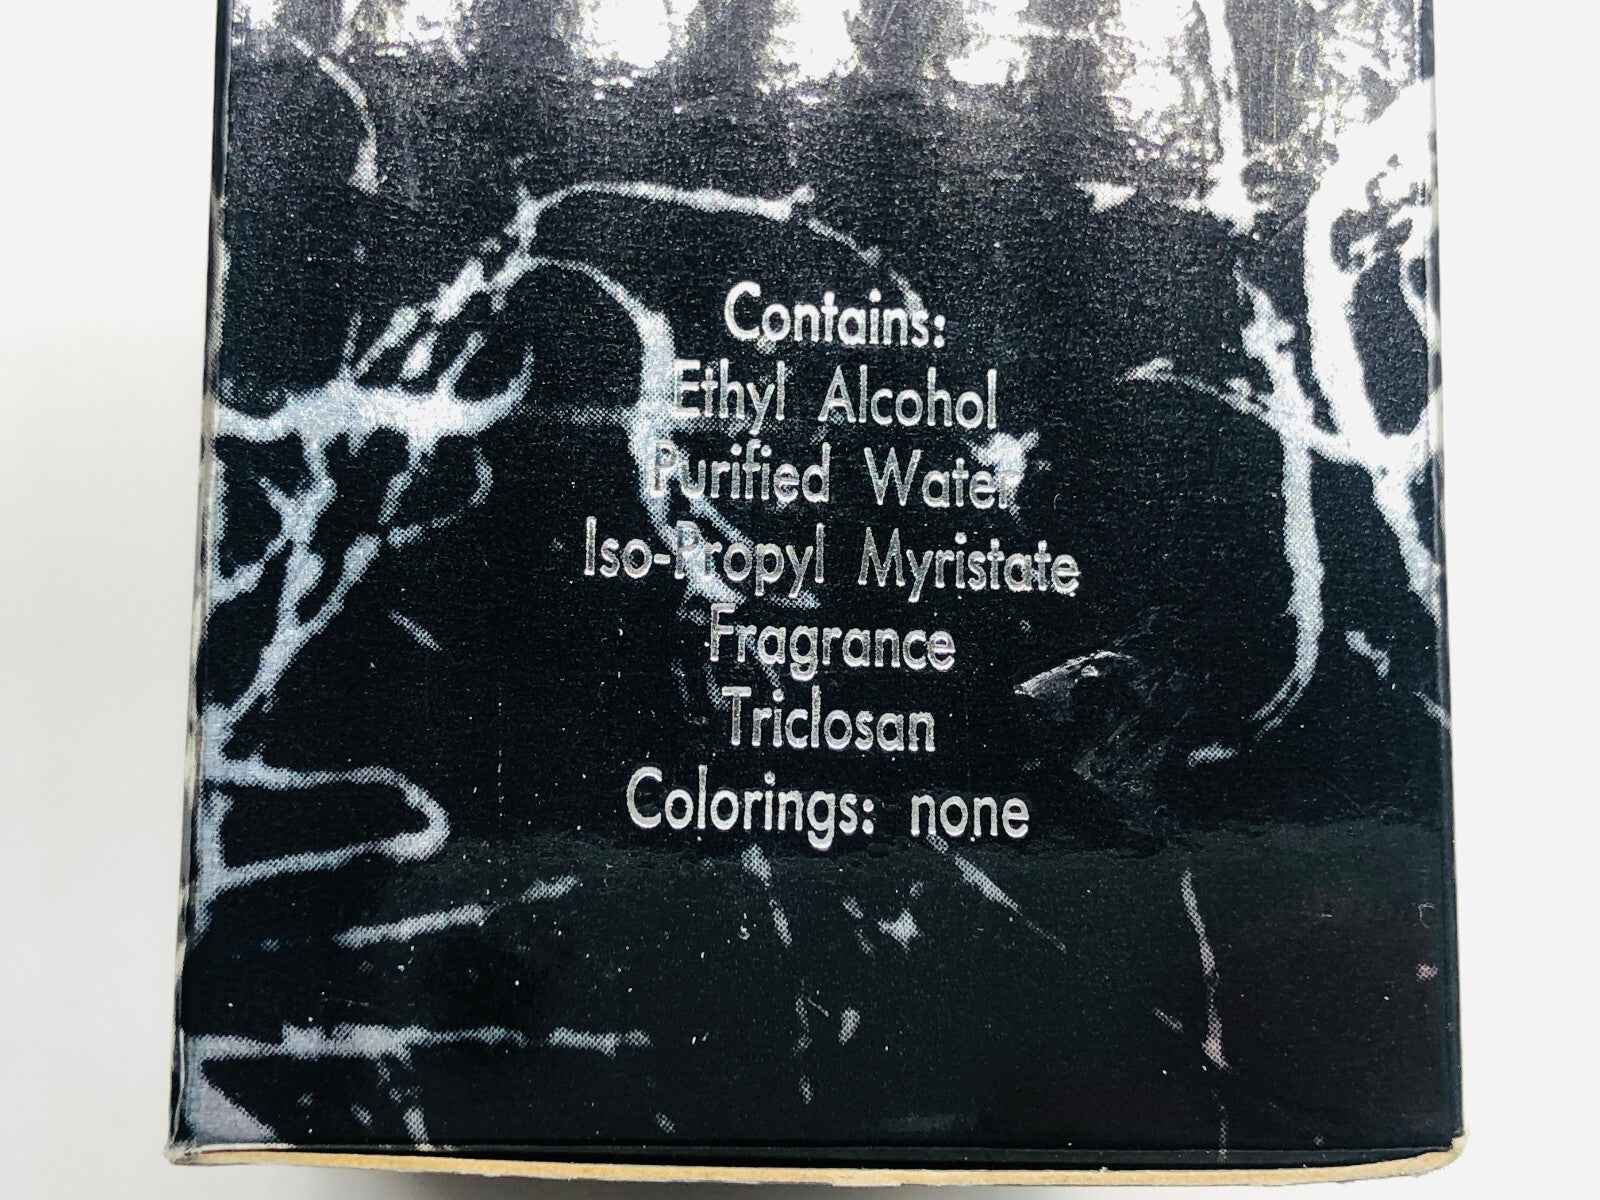 Contains:
Ethyl Alcohol
Purified Water
Iso-Propyl Myristate
Fragrance
Triclosan
Colorings: none